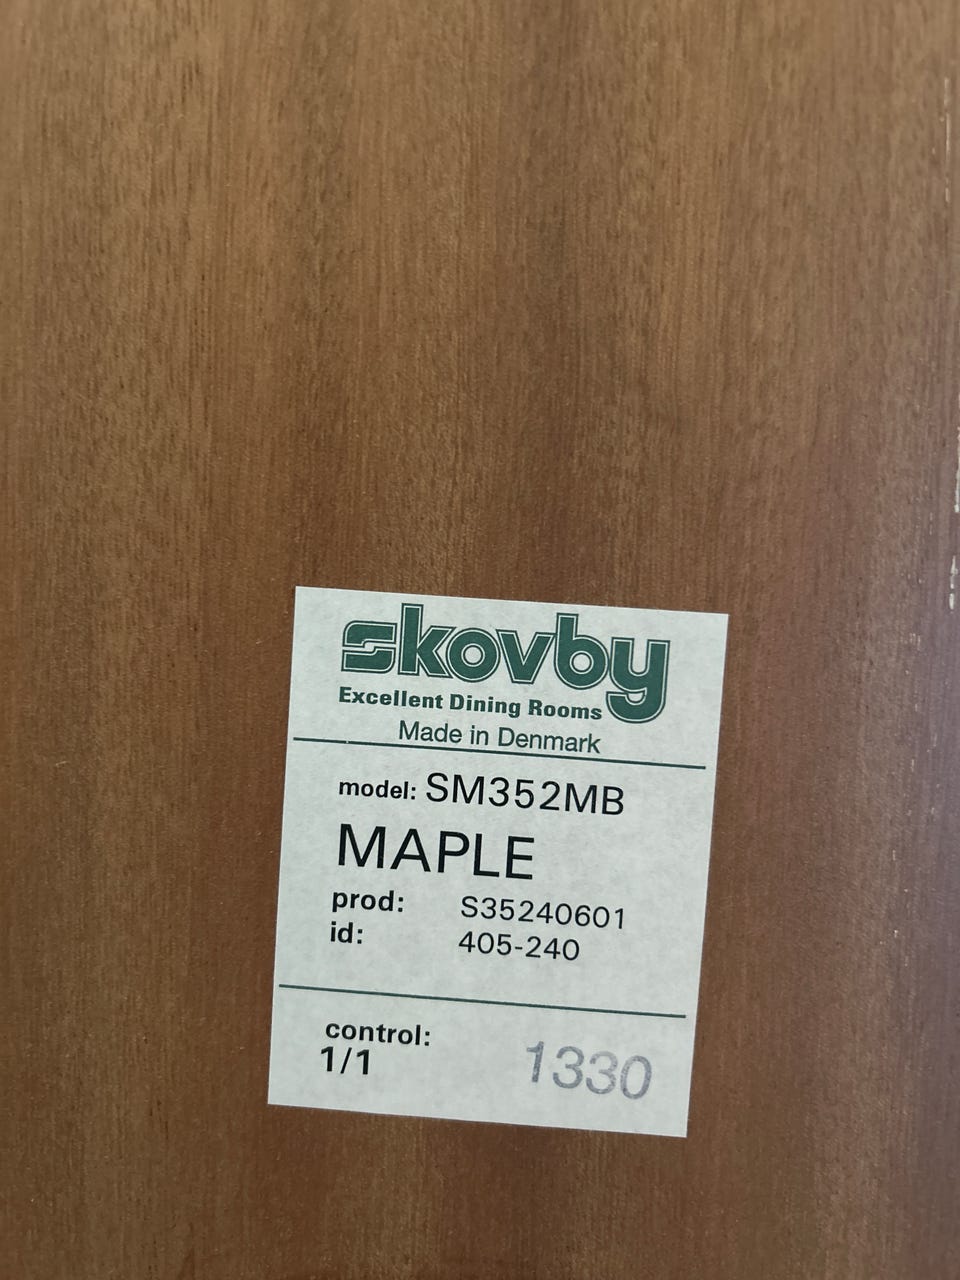 skovby
Excellent Dining Rooms
Made in Denmark
model: SM352MB
MAPLE
prod: S35240601
id: 405-240
control:
1/1 1330